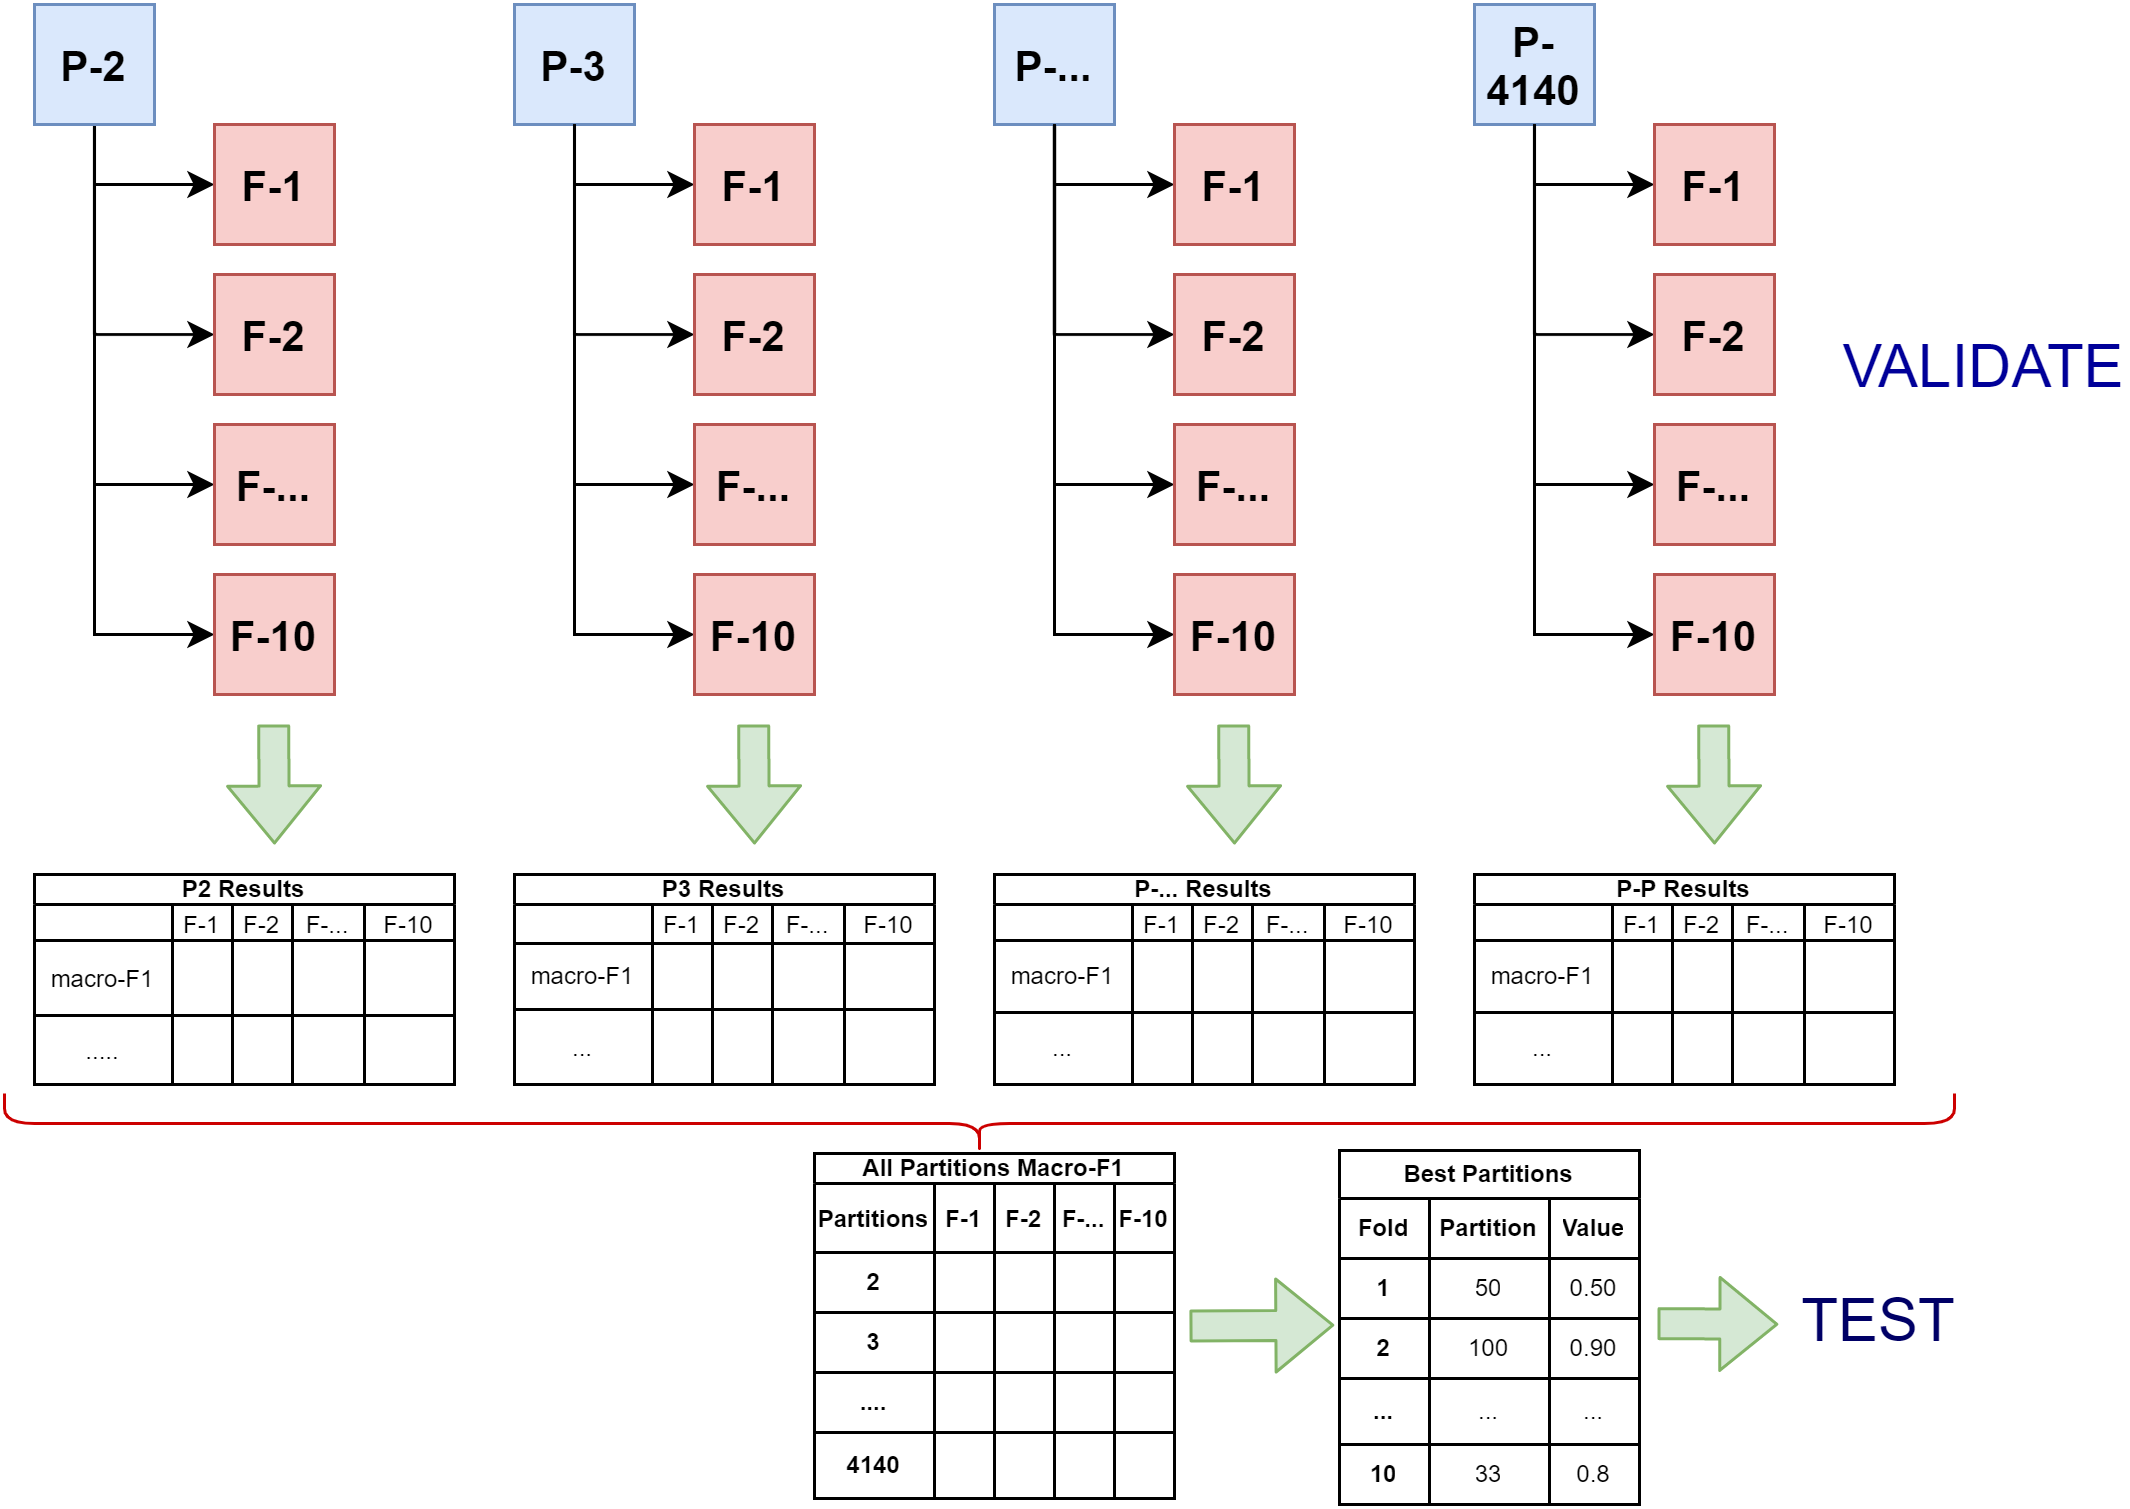 P-2
P-3
P-...
P-
4140
F-1
F-1
F-1
F-1
F-2
F-2
F-2
F-2
VALIDATE
F-...
F-...
F-...
F-...
F-10
F-10
F-10
F-10
P2 Results
F-1 F-2 F-... F-10
macro-F1
.....
P3 Results
F-1 F-2 F-... F-10
macro-F1
...
P-... Results
F-1 F-2 F-... F-10
macro-F1
...
P-P Results
F-1 F-2 F-... F-10
macro-F1
...
All Partitions Macro-F1
Partitions F-1 F-2 F-... F-10
2
3
....
4140
Best Partitions
Fold Partition Value
1 50 0.50
2 100 0.90
... ... ...
10 33 0.8
TEST